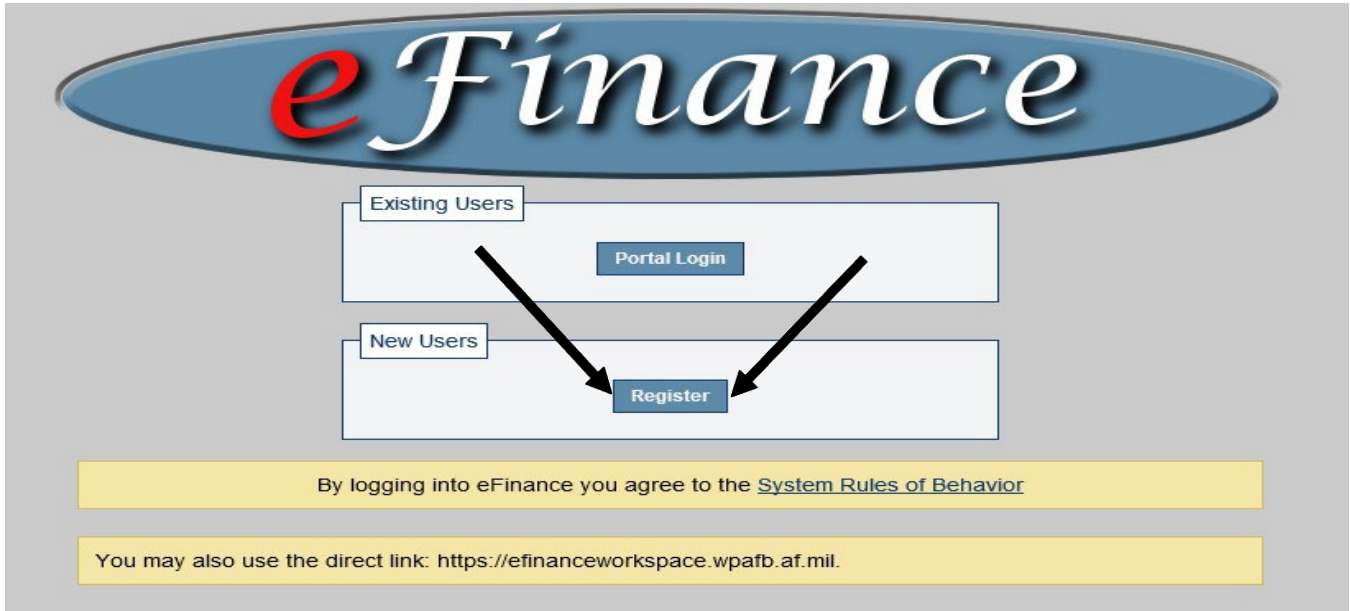 eFinance
Existing Users
Portal Login
New Users
Register
By logging into eFinance you agree to the System Rules of Behavior
You may also use the direct link: https://efinanceworkspace.wpafb.af.mil.